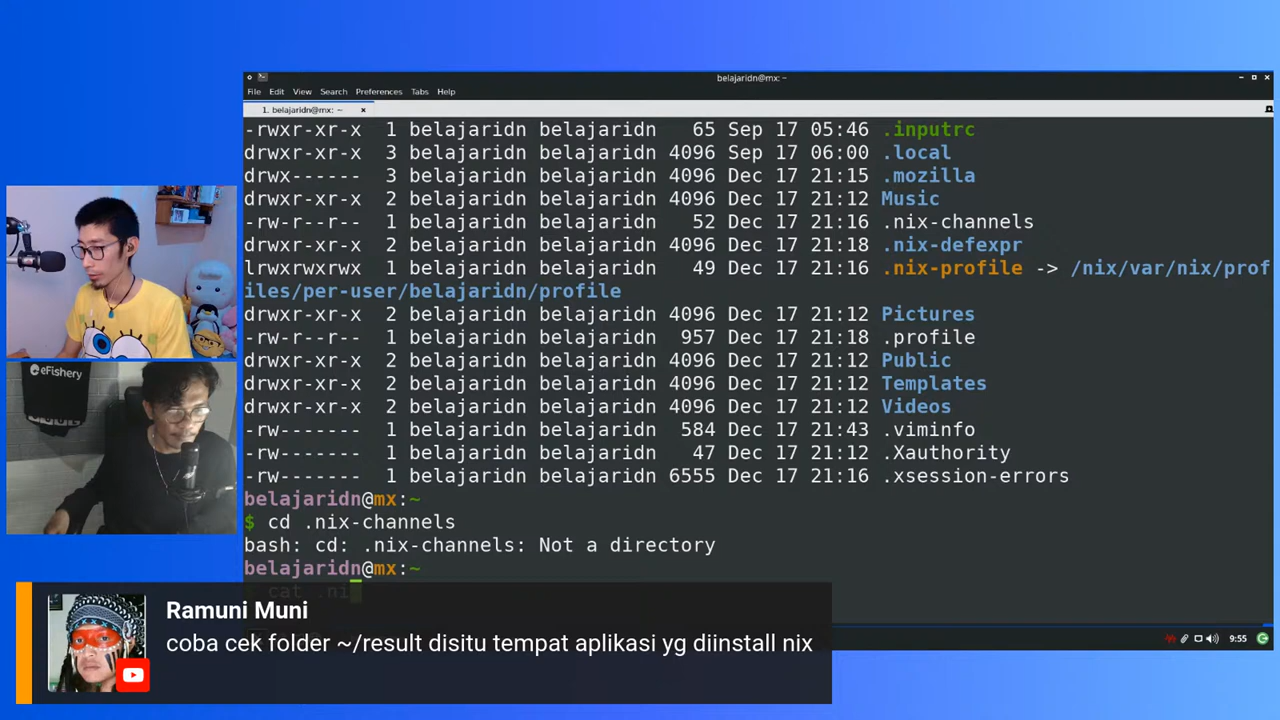 belajaridn@mx: ~
File Edit View Search Preferences Tabs Help
1. belajaridn@mx: ~
-rwxr-xr-x 1 belajaridn belajaridn 65 Sep 17 05:46 .inputrc
drwxr-xr-x 3 belajaridn belajaridn 4096 Sep 17 06:00 .local
drwx------ 3 belajaridn belajaridn 4096 Dec 17 21:15 .mozilla
drwxr-xr-x 2 belajaridn belajaridn 4096 Dec 17 21:12 Music
-rw-r--r-- 1 belajaridn belajaridn 52 Dec 17 21:18 .nix-channels
drwxr-xr-x 2 belajaridn belajaridn 4096 Dec 17 21:18 .nix-defexpr
lrwxrwxrwx 1 belajaridn belajaridn 49 Dec 17 21:16 .nix-profile -> /nix/var/nix/prof
iles/per-user/belajaridn/profile
drwxr-xr-x 2 belajaridn belajaridn 4096 Dec 17 21:12 Pictures
-rw-r--r-- 1 belajaridn belajaridn 957 Dec 17 21:18 .profile
drwxr-xr-x 2 belajaridn belajaridn 4096 Dec 17 21:12 Public
drwxr-xr-x 2 belajaridn belajaridn 4096 Dec 17 21:12 Templates
drwxr-xr-x 2 belajaridn belajaridn 4096 Dec 17 21:12 Videos
-rw------- 1 belajaridn belajaridn 584 Dec 17 21:43 .viminfo
-rw------- 1 belajaridn belajaridn 47 Dec 17 21:12 .Xauthority
-rw------- 1 belajaridn belajaridn 6555 Dec 17 21:16 .xsession-errors
belajaridn@mx:~
$ cd .nix-channels
bash: cd: .nix-channels: Not a directory
belajaridn@mx:~
cat .ni
9:55
eFishery
Ramuni Muni
coba cek folder ~/result disitu tempat aplikasi yg diinstall nix